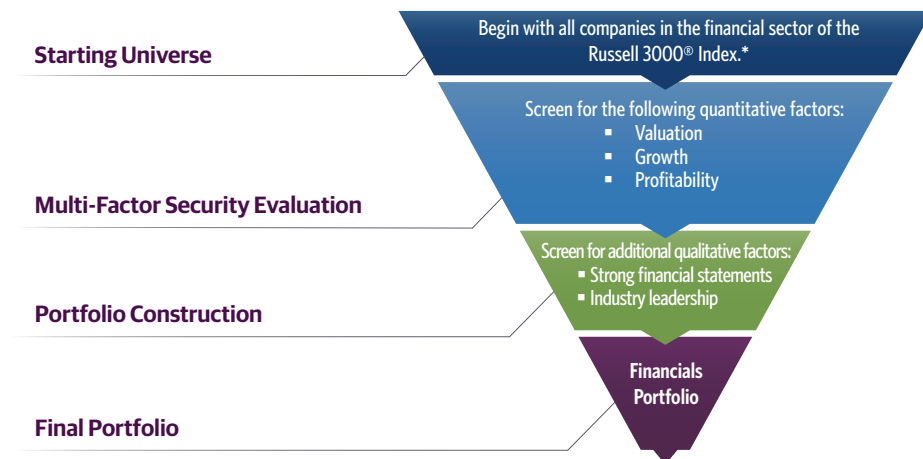 Starting Universe
Begin with all companies in the financial sector of the
Russell 3000® Index.*
Multi-Factor Security Evaluation
Screen for the following quantitative factors:
▪ Valuation
▪ Growth
▪ Profitability
Portfolio Construction
Screen for additional qualitative factors:
▪ Strong financial statements
▪ Industry leadership
Final Portfolio
Financials
Portfolio